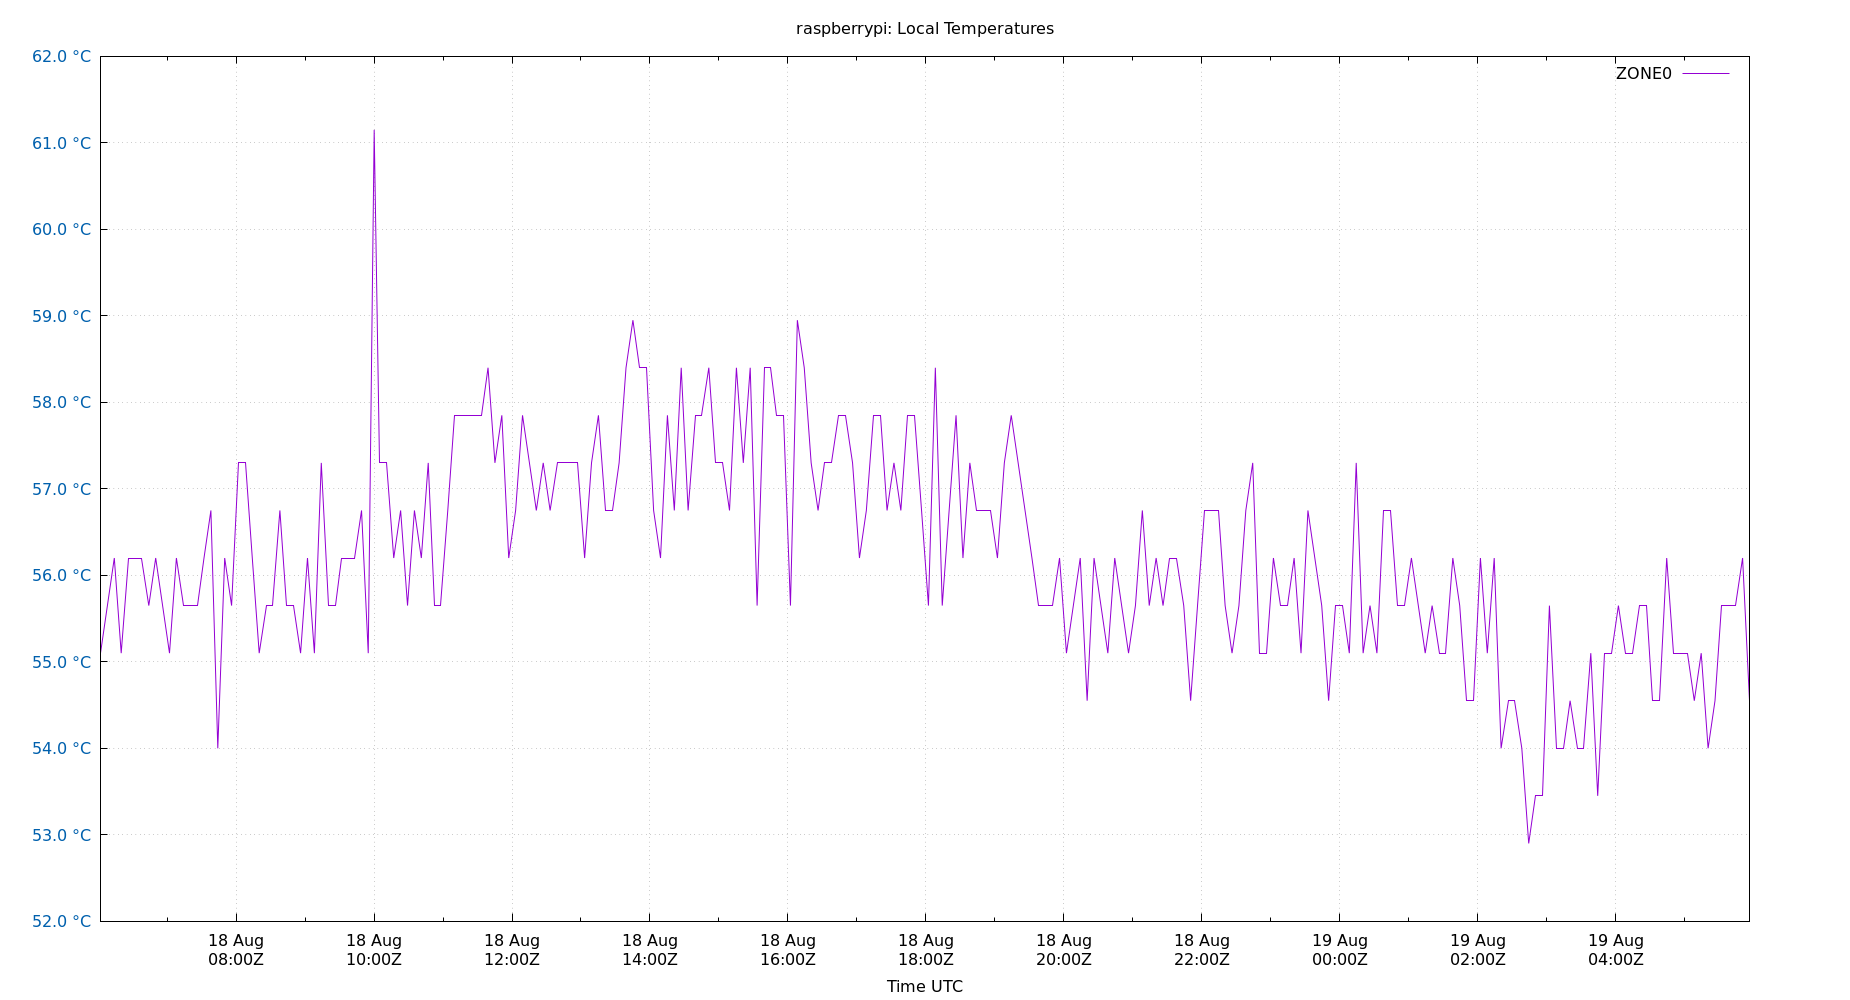 raspberrypi: Local Temperatures
62.0 °C
ZONE0
61.0 °C
60.0 °C
59.0 °C
58.0 °C
57.0 °C
56.0 °C
55.0 °C
54.0 °C
53.0 °C
52.0 °C
18 Aug 18 Aug 18 Aug 18 Aug 18 Aug 18 Aug 18 Aug 18 Aug 19 Aug 19 Aug 19 Aug
08:00Z 10:00Z 12:00Z 14:00Z 16:00Z 18:00Z 20:00Z 22:00Z 00:00Z 02:00Z 04:00Z
Time UTC